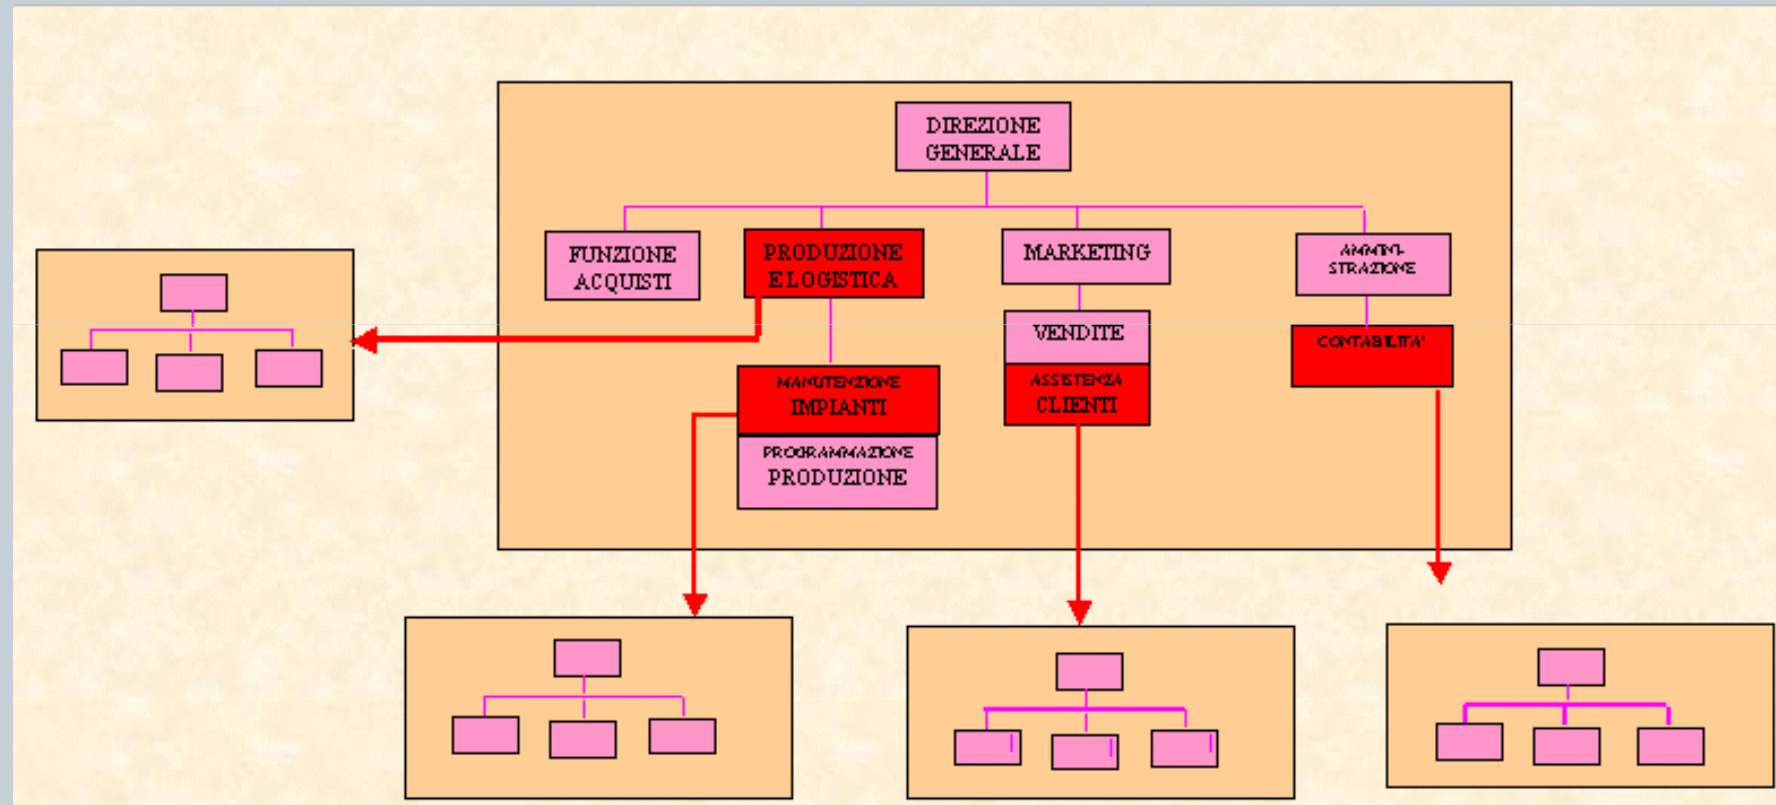 DIREZIONE
GENERALE
FUNZIONE
ACQUISTI
PRODUZIONE
E LOGISTICA
MARKETING
AMMINI-
STRAZIONE
VENDITE
CONTABILITA'
MANUTENZIONE
IMPIANTI
ASSISTENZA
CLIENTI
PROGRAMMAZIONE
PRODUZIONE